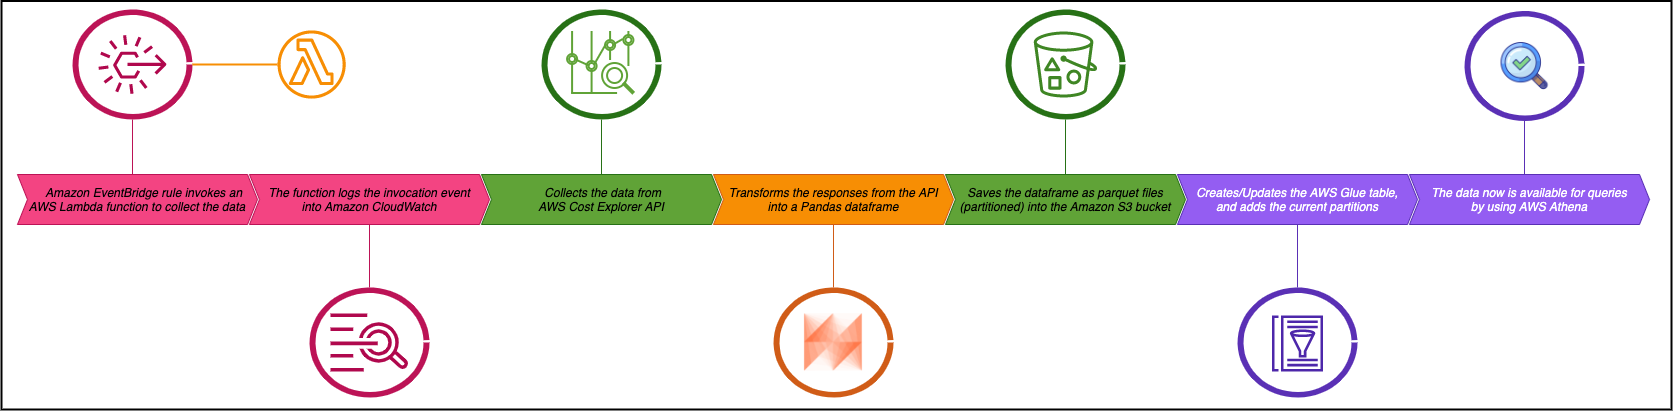 Amazon EventBridge rule invokes an
AWS Lambda function to collect the data
The function logs the invocation event
into Amazon CloudWatch
Collects the data from
AWS Cost Explorer API
Transforms the responses from the API
into a Pandas dataframe
Saves the dataframe as parquet files
(partitioned) into the Amazon S3 bucket
Creates/Updates the AWS Glue table,
and adds the current partitions
The data now is available for queries
by using AWS Athena